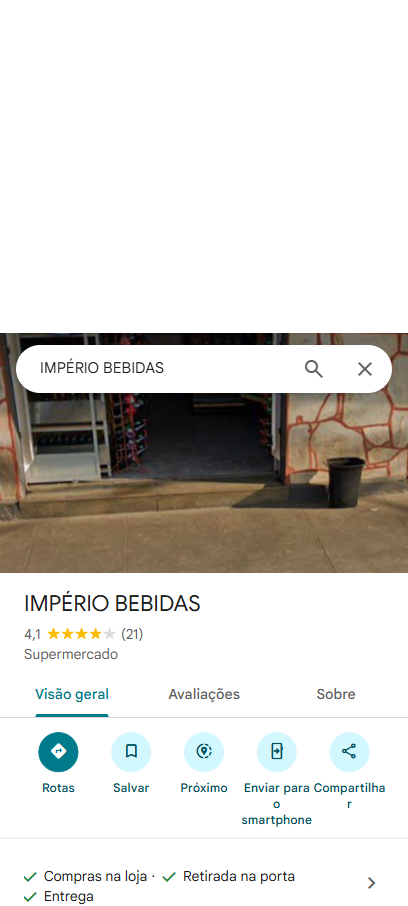 IMPÉRIO BEBIDAS
IMPÉRIO BEBIDAS
4,1 (21)
Supermercado
Visão geral Avaliações Sobre
Rotas Salvar Próximo Enviar para o smartphone Compartilhar
Compras na loja · Retirada na porta
Entrega